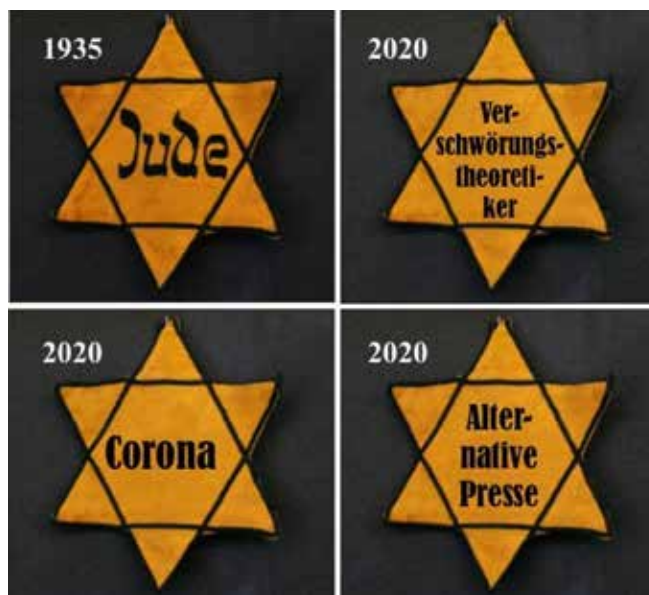 1935
Jude
2020
Ver-
schwörungs-
theoreti-
ker
2020
Corona
2020
Alter-
native
Presse